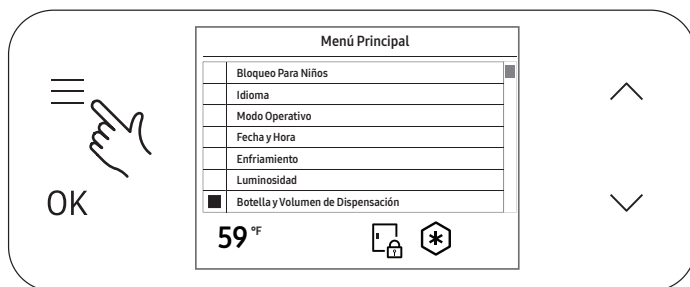 Menú Principal
Bloqueo Para Niños
Idioma
Modo Operativo
Fecha y Hora
Enfriamiento
Luminosidad
OK
Botella y Volumen de Dispensación
59 °F